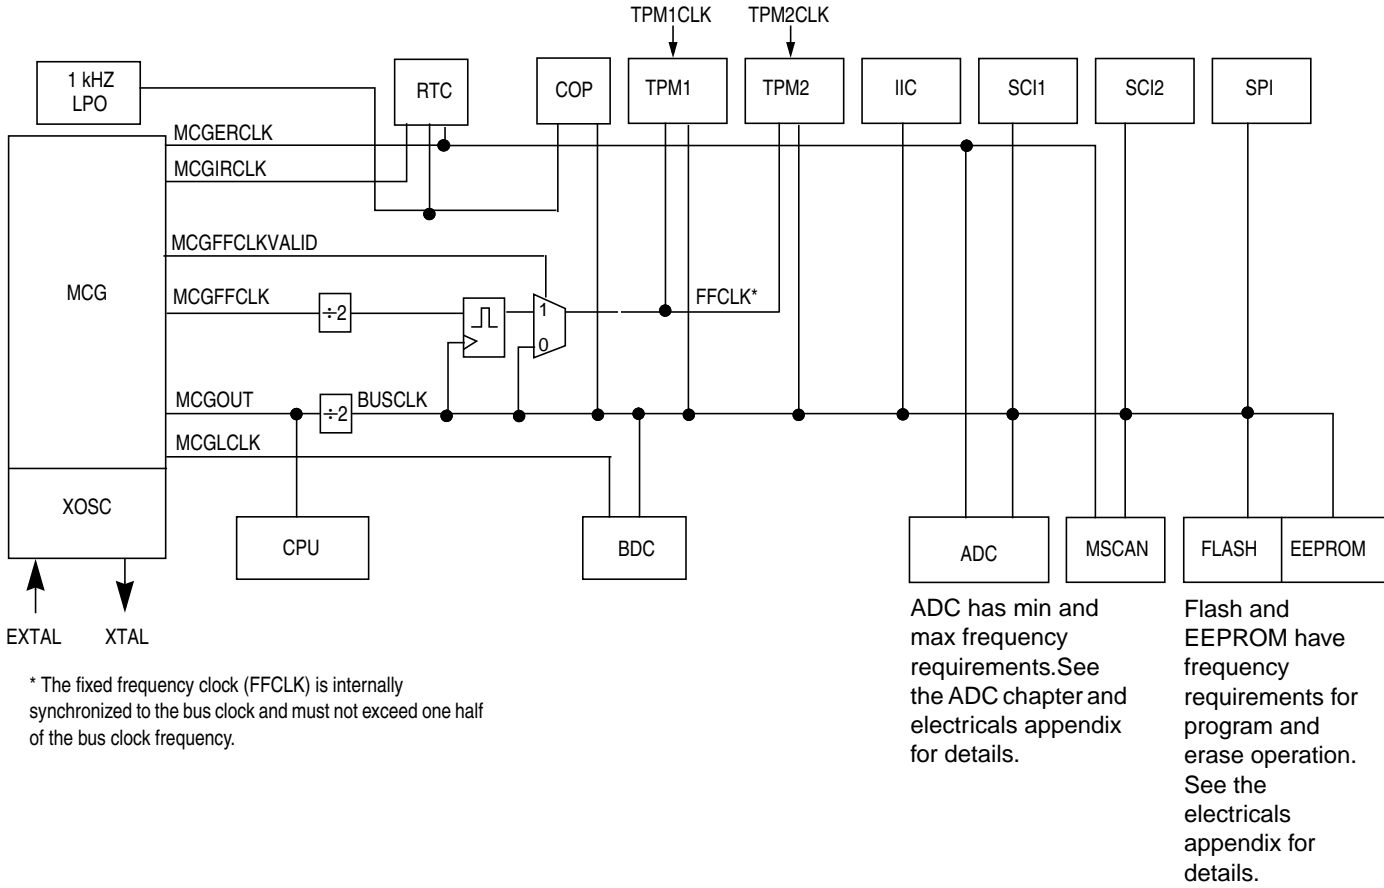 TPM1CLK
TPM2CLK
1 kHZ
LPO
RTC
COP
TPM1
TPM2
IIC
SCI1
SCI2
SPI
MCGERCLK
MCGIRCLK
MCGFFCLKVALID
MCG
MCGFFCLK
÷2
1
0
FFCLK*
MCGOUT
÷2
BUSCLK
MCGLCLK
XOSC
CPU
BDC
ADC
MSCAN
FLASH
EEPROM
EXTAL
XTAL
* The fixed frequency clock (FFCLK) is internally
synchronized to the bus clock and must not exceed one half
of the bus clock frequency.
ADC has min and
max frequency
requirements.See
the ADC chapter and
electricals appendix
for details.
Flash and
EEPROM have
frequency
requirements for
program and
erase operation.
See the
electricals
appendix for
details.